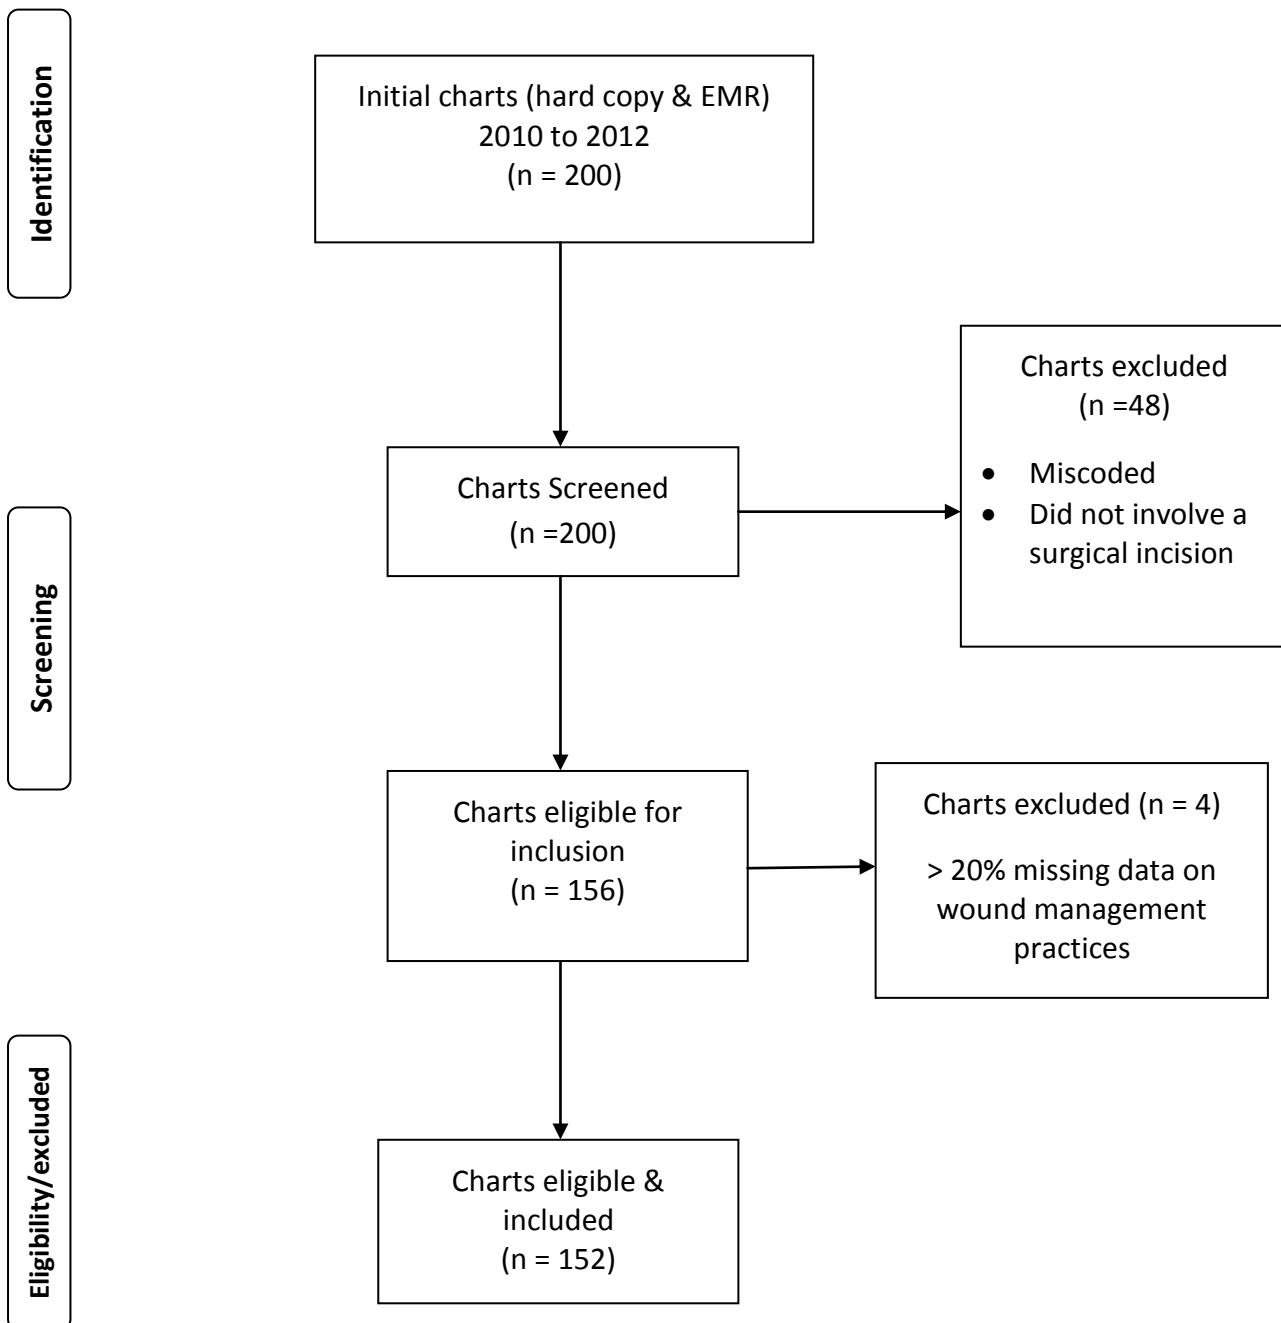 Identification
Initial charts (hard copy & EMR)
2010 to 2012
(n = 200)
Charts excluded
(n =48)
• Miscoded
• Did not involve a
surgical incision
Screening
Charts Screened
(n =200)
Charts eligible for
inclusion
(n = 156)
Charts excluded (n = 4)
> 20% missing data on
wound management
practices
Eligibility/excluded
Charts eligible &
included
(n = 152)